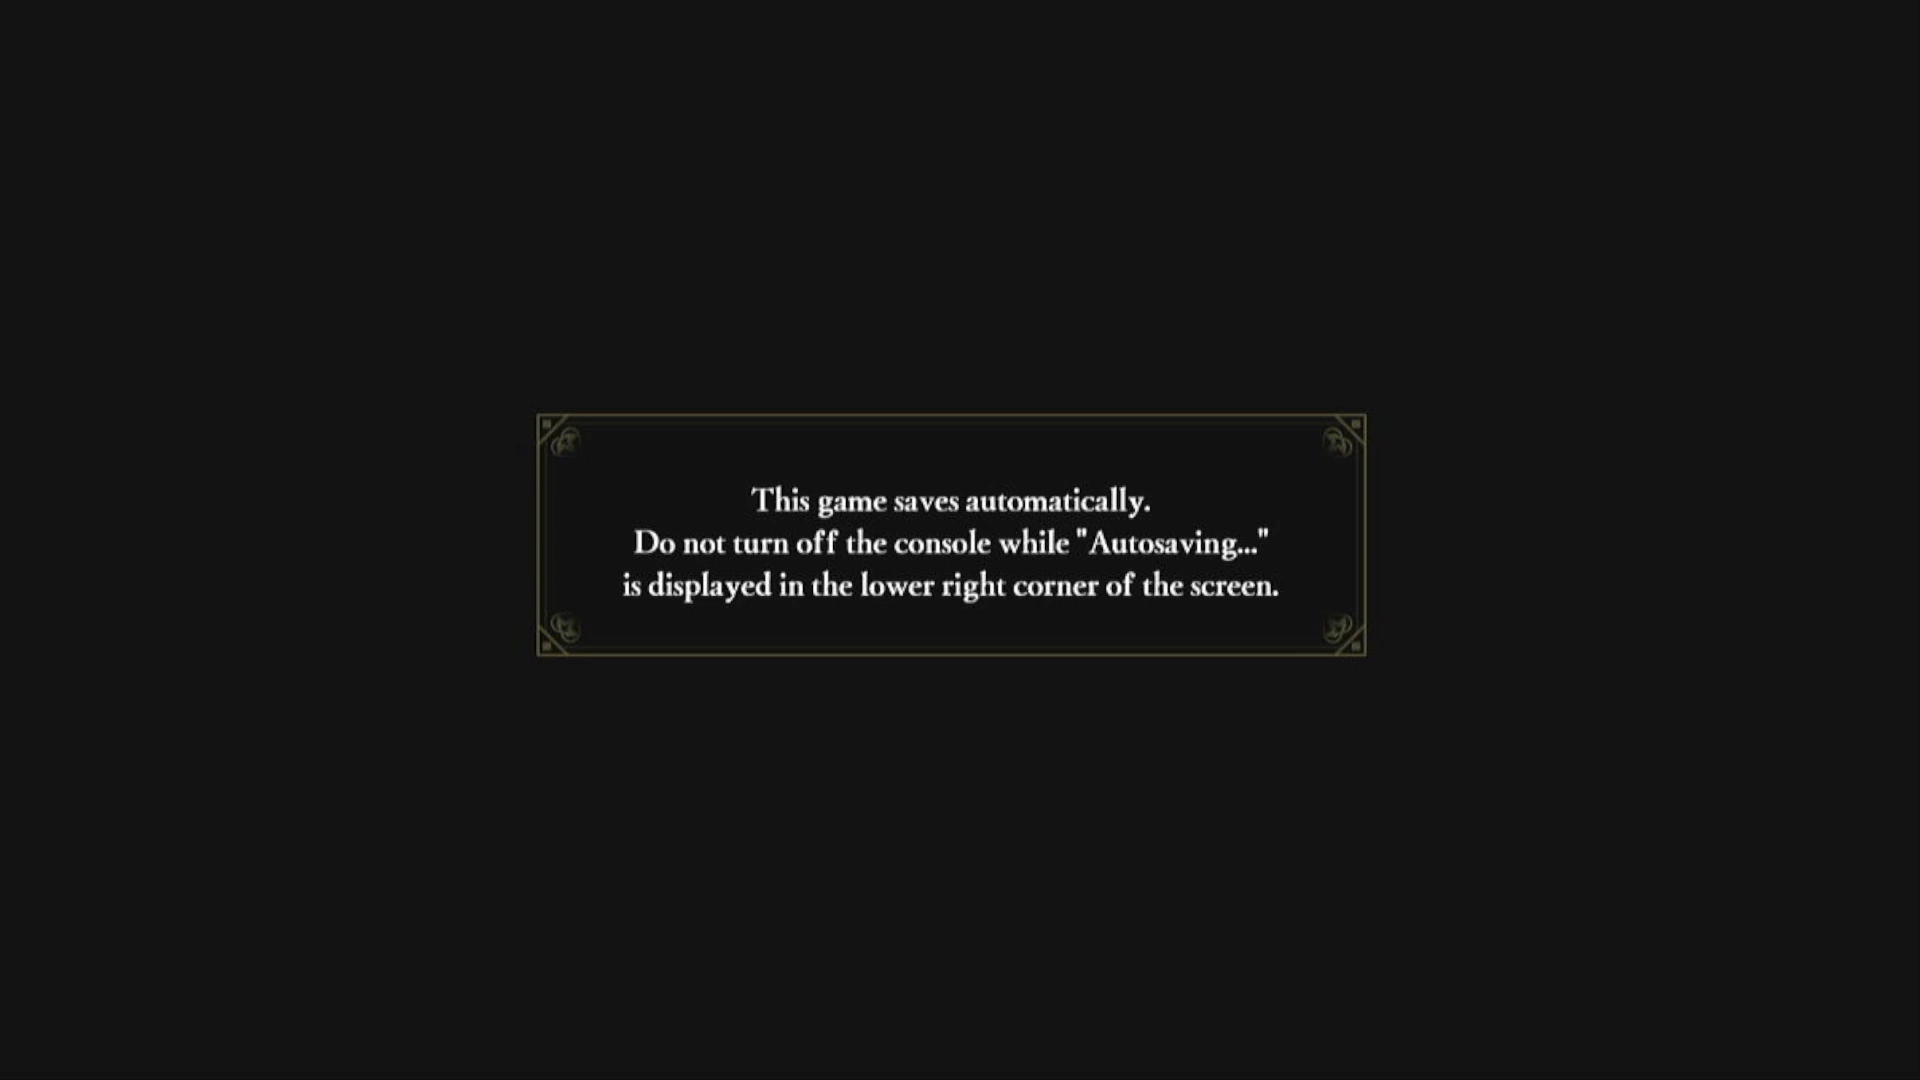 This game saves automatically.
Do not turn off the console while "Autosaving..."
is displayed in the lower right corner of the screen.